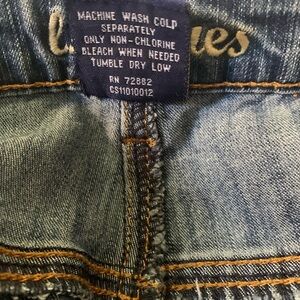 MACHINE WASH COLD
SEPARATELY
ONLY NON-CHLORINE
BLEACH WHEN NEEDED
TUMBLE DRY LOW
RN 72882
CS11010012